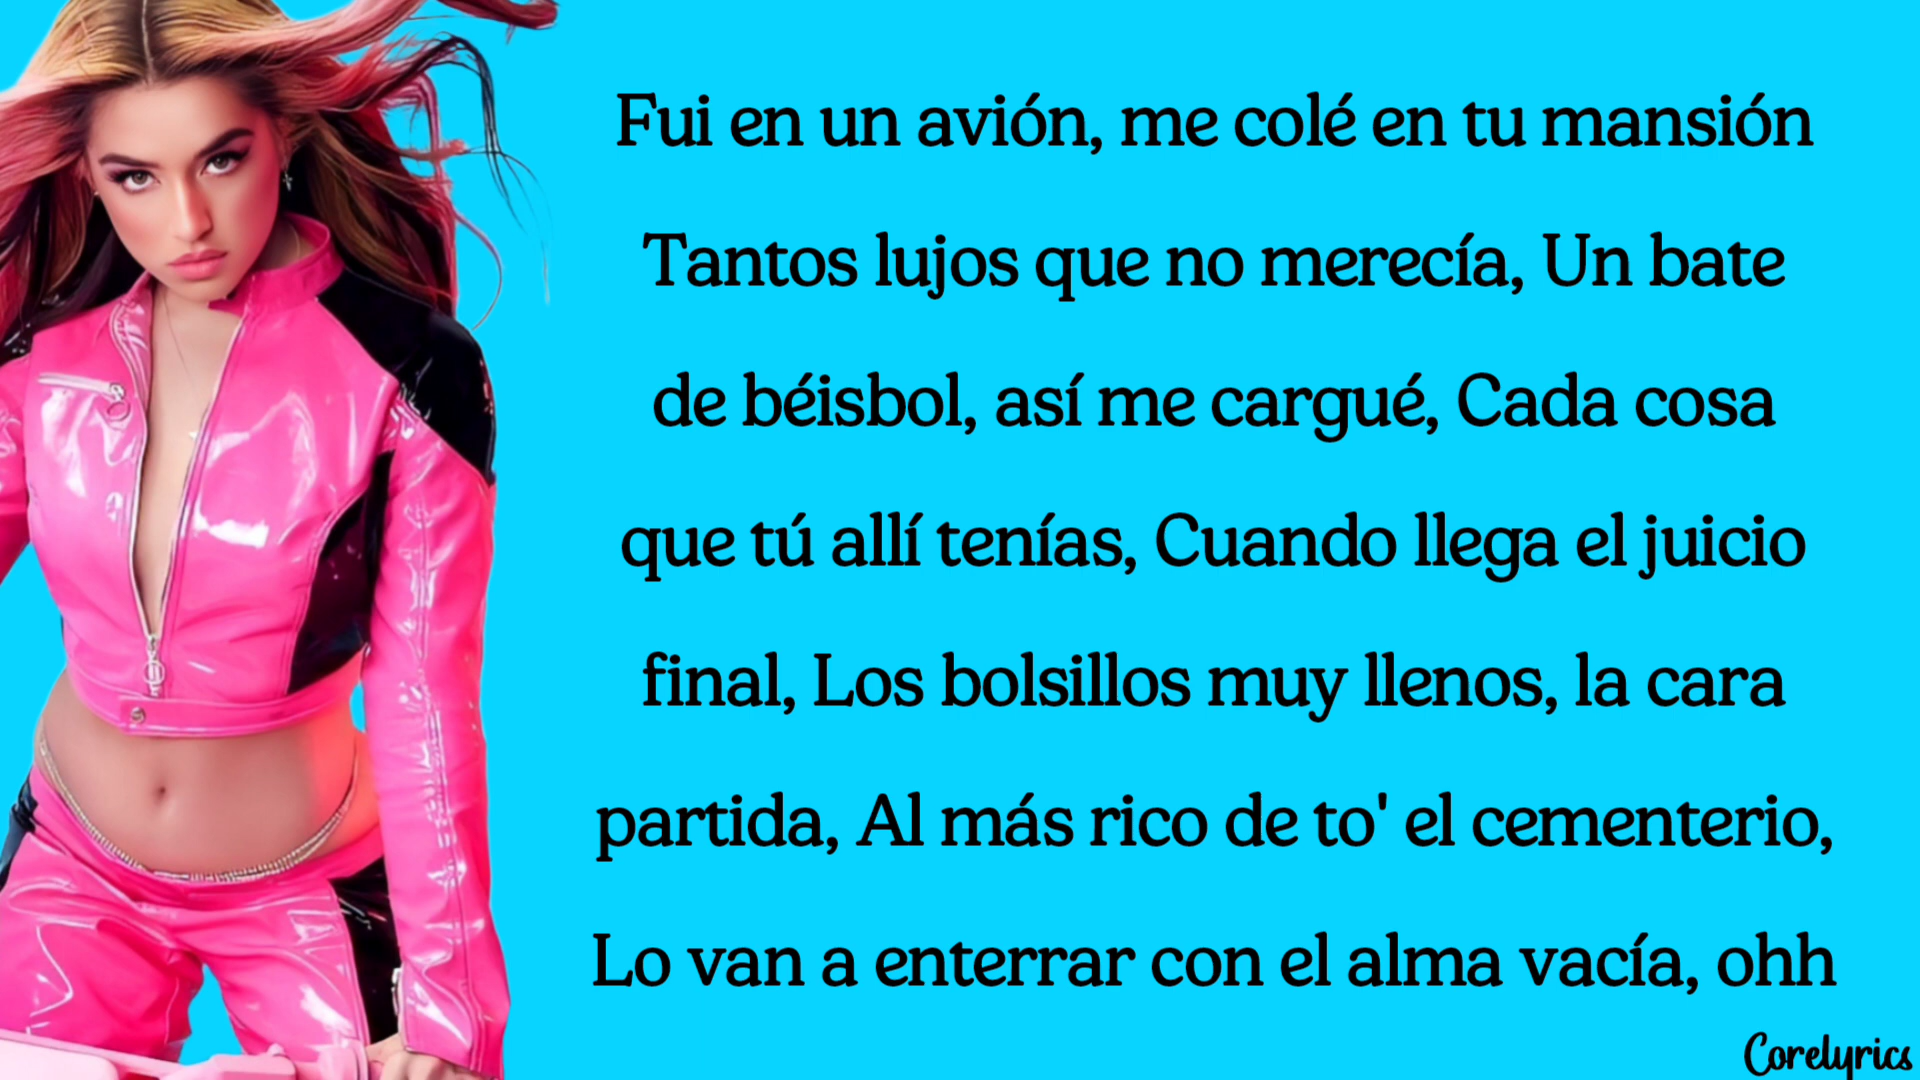 Fui en un avión, me colé en tu mansión
Tantos lujos que no merecía, Un bate
de béisbol, así me cargué, Cada cosa
que tú allí tenías, Cuando llega el juicio
final, Los bolsillos muy llenos, la cara
partida, Al más rico de to' el cementerio,
Lo van a enterrar con el alma vacía, ohh
Corelyrics